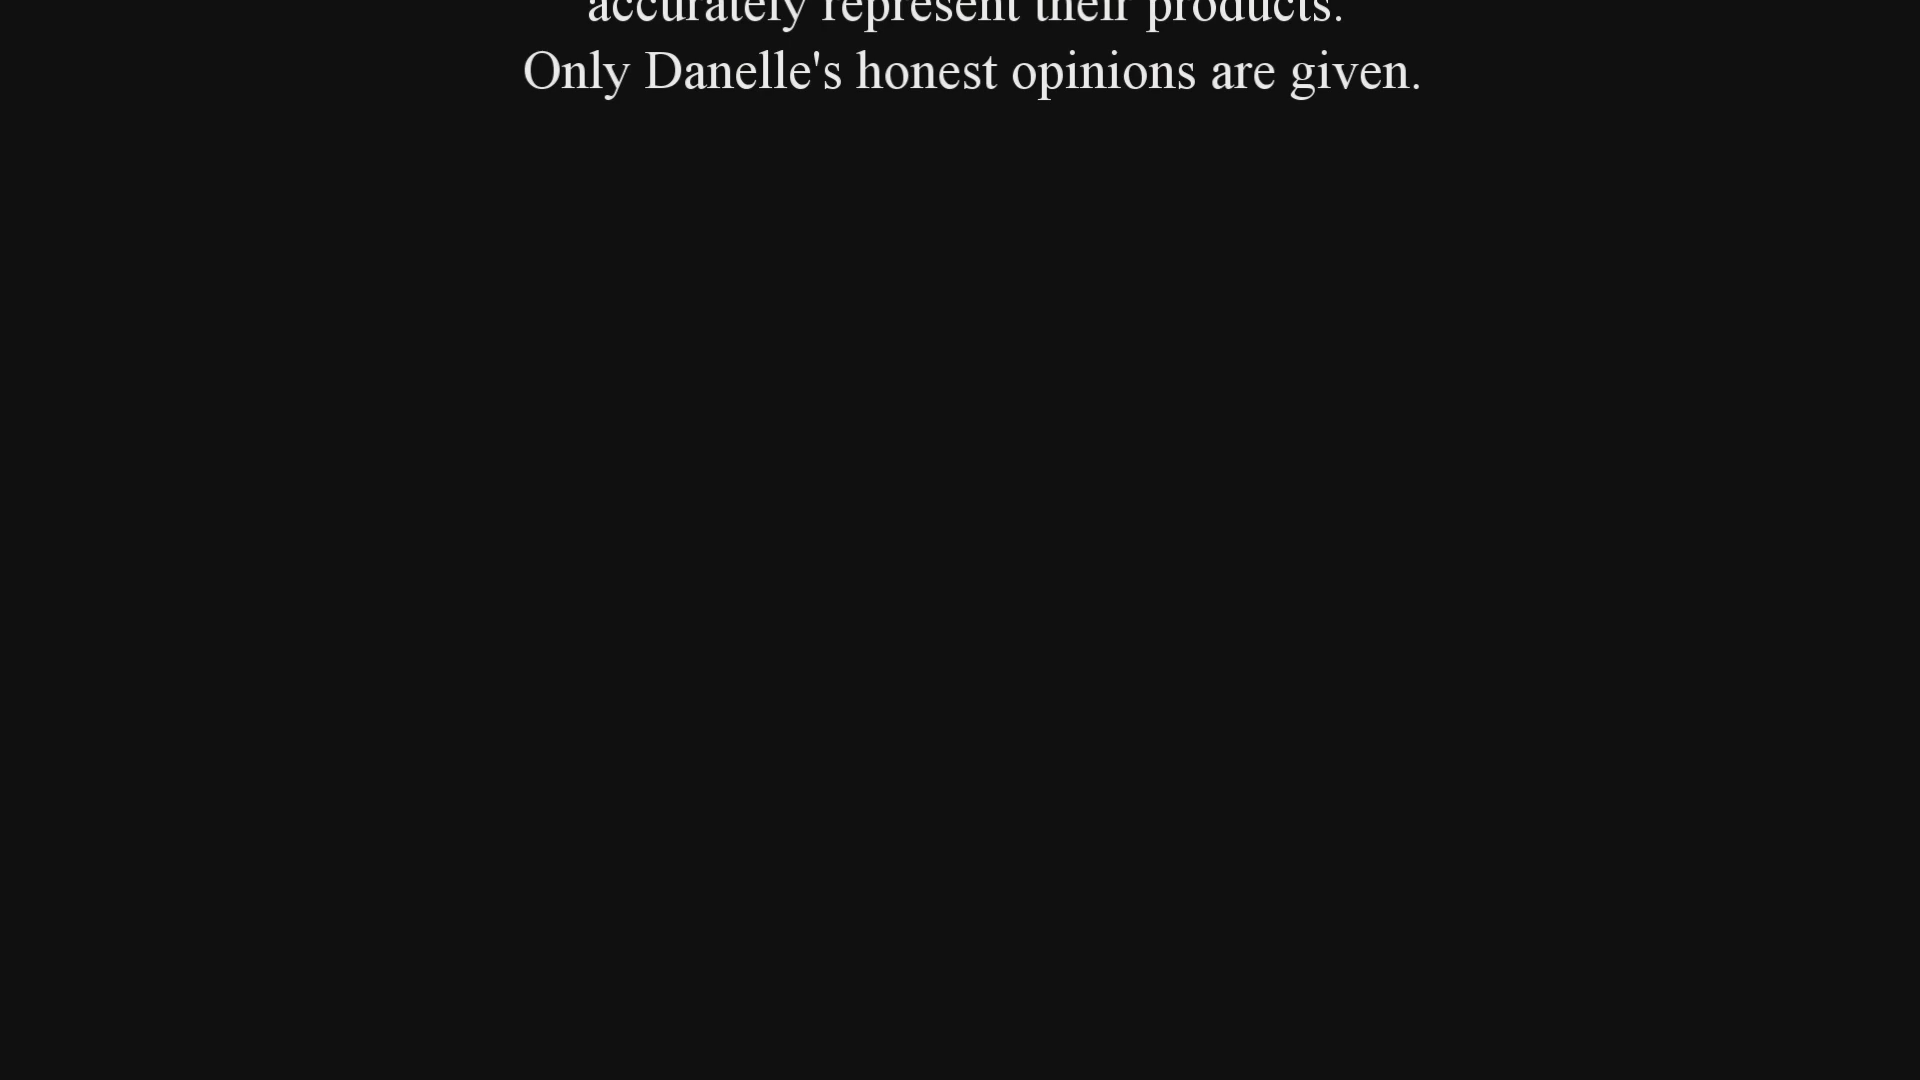 accurately represent their products.
Only Danelle's honest opinions are given.